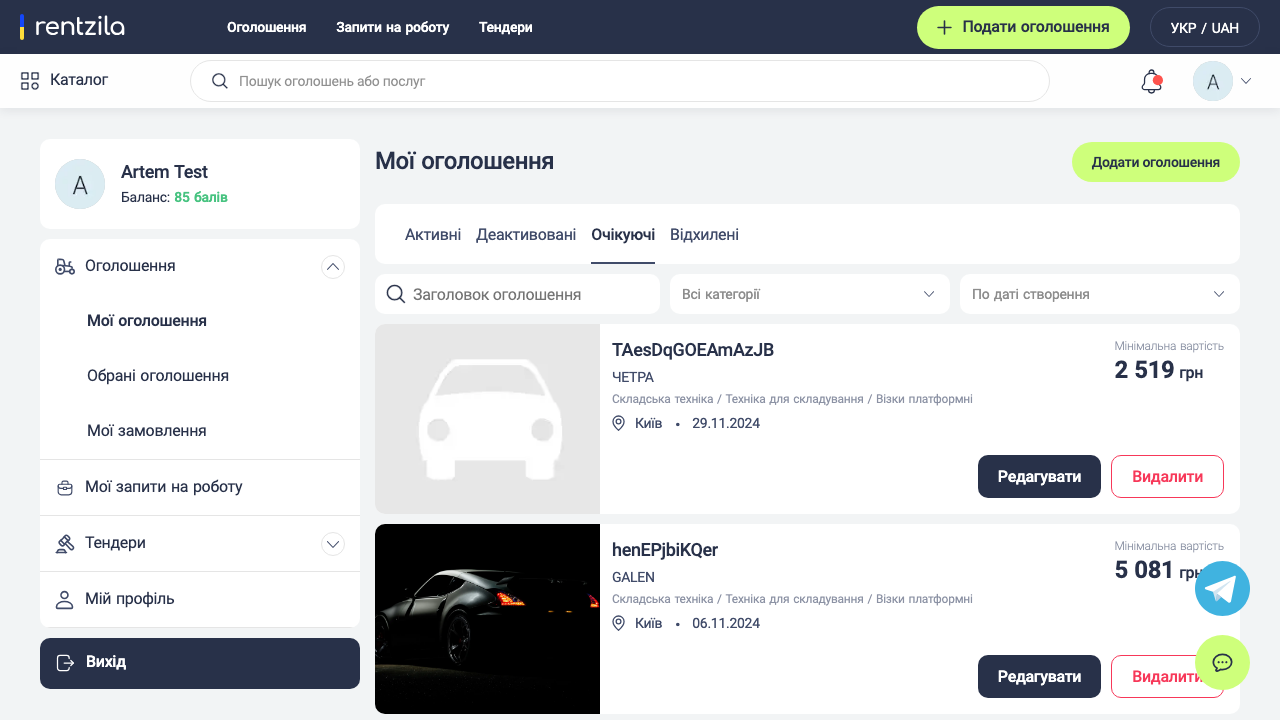 rentzila
Оголошення
Запити на роботу
Тендери
Подати оголошення
УКР / UAH
Каталог
Пошук оголошень або послуг
A
A
Artem Test
Баланс: 85 балів
Оголошення
Мої оголошення
Обрані оголошення
Мої замовлення
Мої запити на роботу
Тендери
Мій профіль
Вихід
Мої оголошення
Додати оголошення
Активні
Деактивовані
Очікуючі
Відхилені
Заголовок оголошення
Всі категорії
По даті створення
TAesDqGOEAmAzJB
ЧЕТРА
Складська техніка / Техніка для складування / Візки платформні
Київ • 29.11.2024
Мінімальна вартість
2 519 грн
Редагувати
Видалити
henEPjbiKQer
GALEN
Складська техніка / Техніка для складування / Візки платформні
Київ • 06.11.2024
Мінімальна вартість
5 081 грн
Редагувати
Видалити